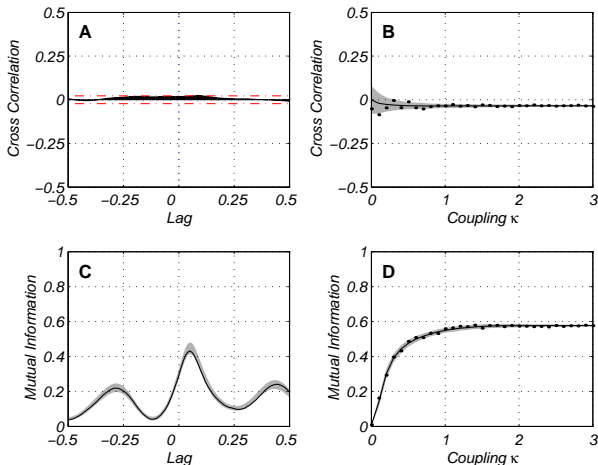 A
0.5
0.25
0
−0.25
−0.5
Cross Correlation
−0.5 −0.25 0 0.25 0.5
Lag
B
0.5
0.25
0
−0.25
−0.5
Cross Correlation
0 1 2 3
Coupling κ
C
1
0.8
0.6
0.4
0.2
0
Mutual Information
−0.5 −0.25 0 0.25 0.5
Lag
D
1
0.8
0.6
0.4
0.2
0
Mutual Information
0 1 2 3
Coupling κ